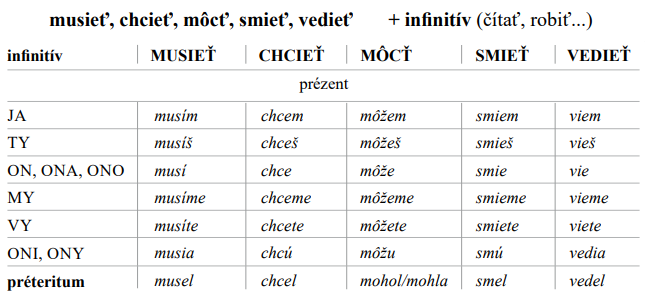 musieť, chcieť, môcť, smieť, vedieť + infinitív (čítať, robiť...)
infinitív MUSIEŤ CHCIEŤ MÔCŤ SMIEŤ VEDIEŤ
prézent
JA musím chcem môžem smiem viem
TY musíš chceš môžeš smieš vieš
ON, ONA, ONO musí chce môže smie vie
MY musíme chceme môžeme smieme vieme
VY musíte chcete môžete smiete viete
ONI, ONY musia chcú môžu smú vedia
préteritum musel chcel mohol/mohla smel vedel